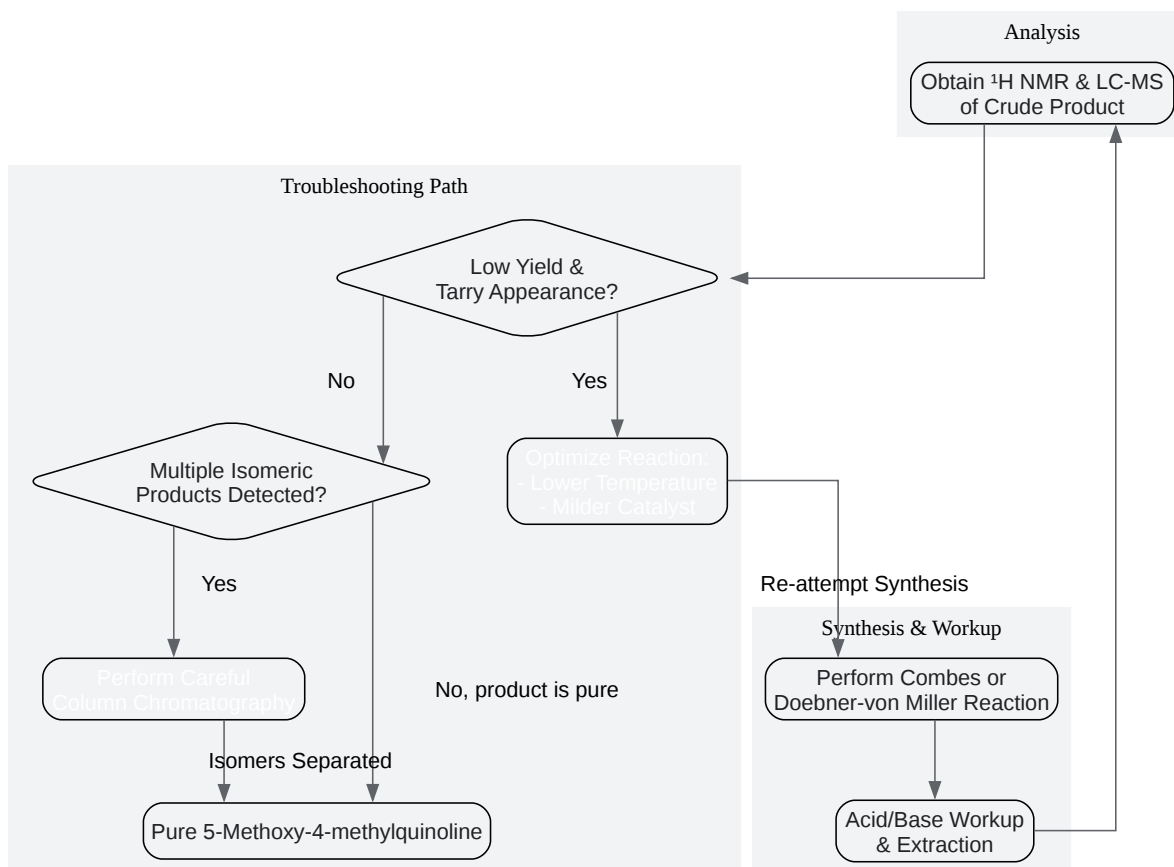 Analysis
Obtain ¹H NMR & LC-MS
of Crude Product
Troubleshooting Path
Low Yield &
Tarry Appearance?
No
Yes
Multiple Isomeric
Products Detected?
Optimize Reaction:
- Lower Temperature
- Milder Catalyst
Yes
Re-attempt Synthesis
Synthesis & Workup
Perform Careful
Column Chromatography
No, product is pure
Perform Combes or
Doebner-von Miller Reaction
Isomers Separated
Pure 5-Methoxy-4-methylquinoline
Acid/Base Workup
& Extraction